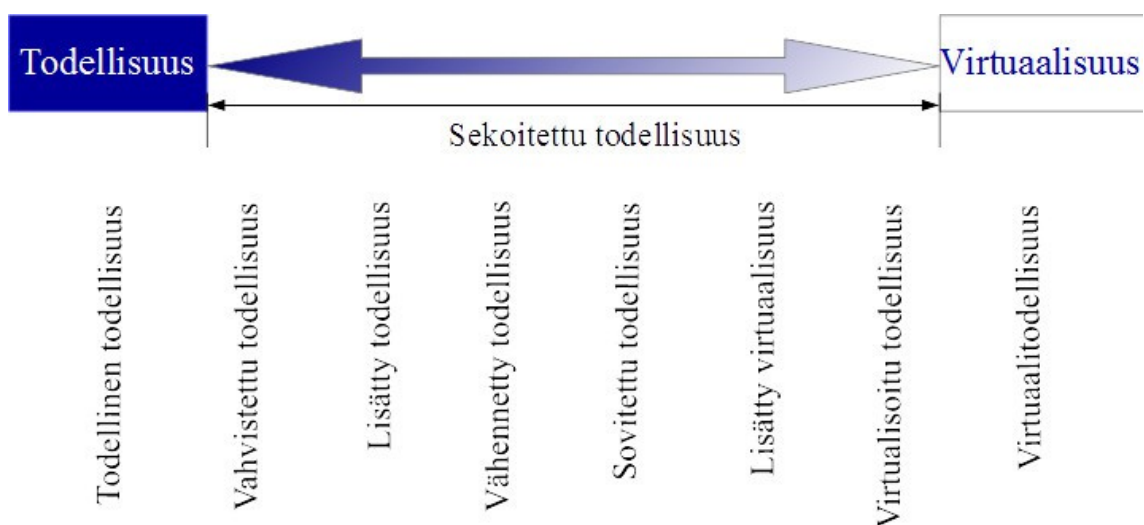 Todellisuus
Virtuaalisuus
Sekoitettu todellisuus
Todellinen todellisuus
Vahvistettu todellisuus
Lisätty todellisuus
Vähennetty todellisuus
Sovitettu todellisuus
Lisätty virtuaalisuus
Virtualisoitu todellisuus
Virtuaalitodellisuus